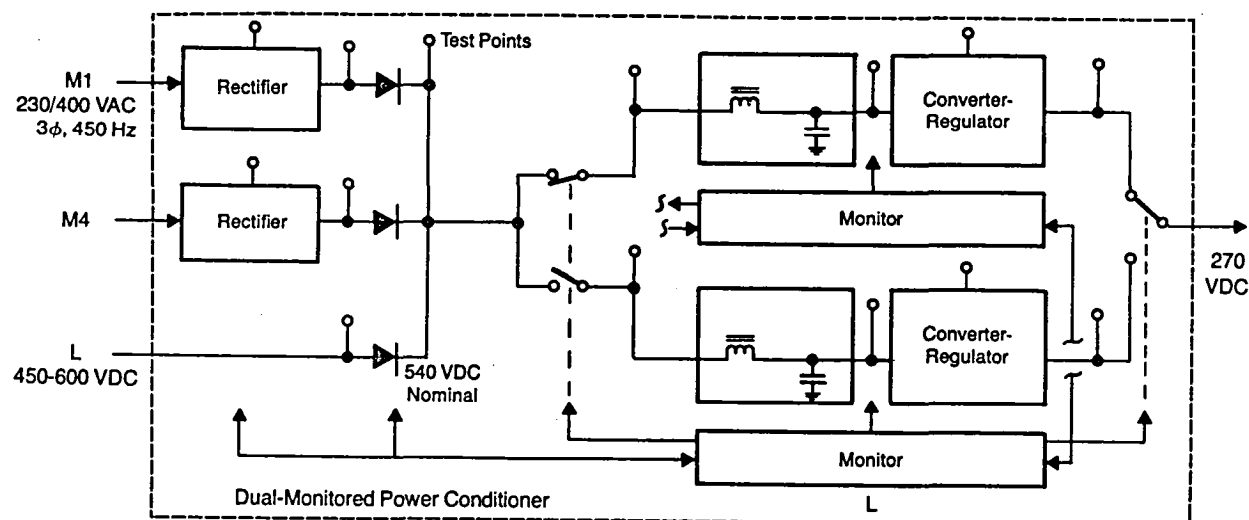 Test Points
M1
230/400 VAC
3ϕ, 450 Hz
Rectifier
Converter-
Regulator
M4
Rectifier
Monitor
270
VDC
L
450-600 VDC
540 VDC
Nominal
Converter-
Regulator
Monitor
Dual-Monitored Power Conditioner
L